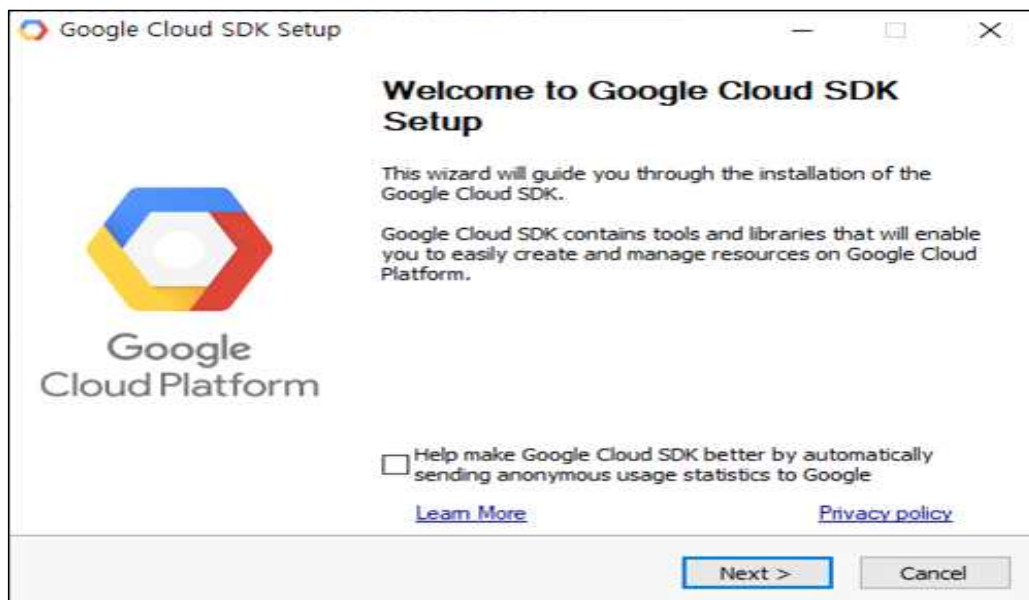 Google Cloud SDK Setup
Welcome to Google Cloud SDK
Setup
This wizard will guide you through the installation of the
Google Cloud SDK.
Google Cloud SDK contains tools and libraries that will enable
you to easily create and manage resources on Google Cloud
Platform.
Google
Cloud Platform
Help make Google Cloud SDK better by automatically
sending anonymous usage statistics to Google
Learn More
Privacy policy
Next >
Cancel